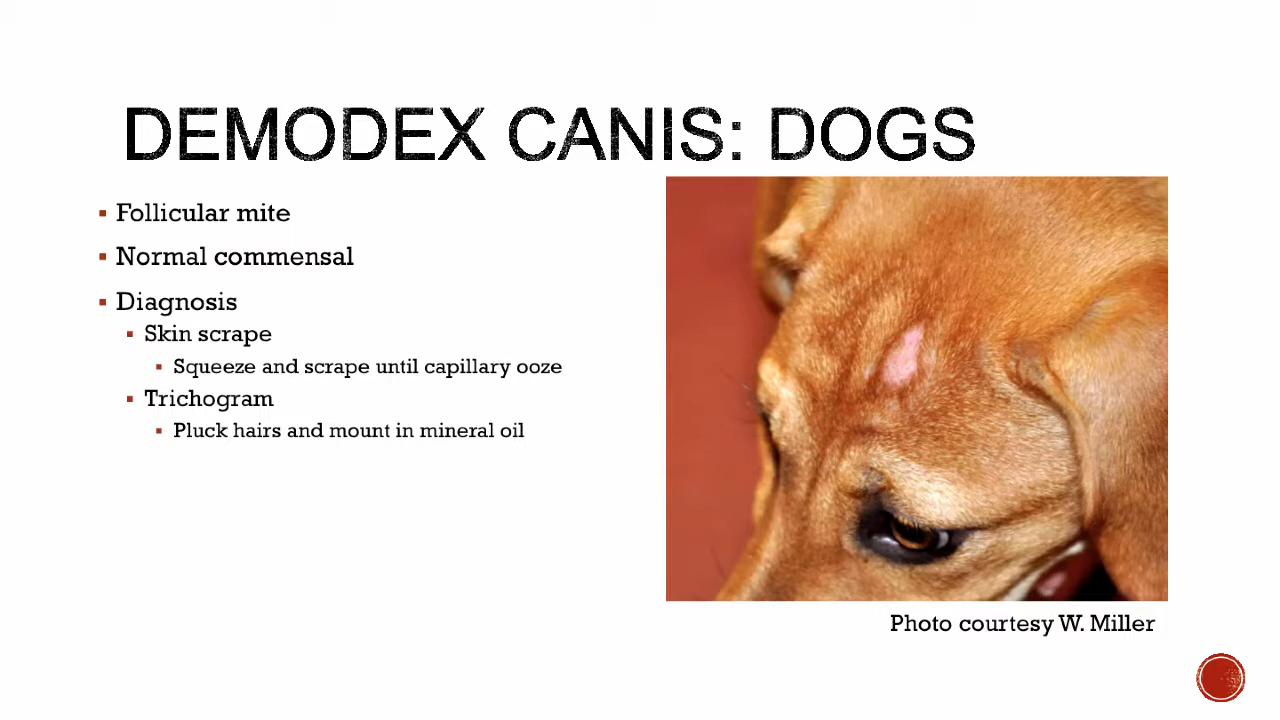 DEMODEX CANIS: DOGS
▪ Follicular mite
▪ Normal commensal
▪ Diagnosis
▪ Skin scrape
▪ Squeeze and scrape until capillary ooze
▪ Trichogram
▪ Pluck hairs and mount in mineral oil
Photo courtesy W. Miller